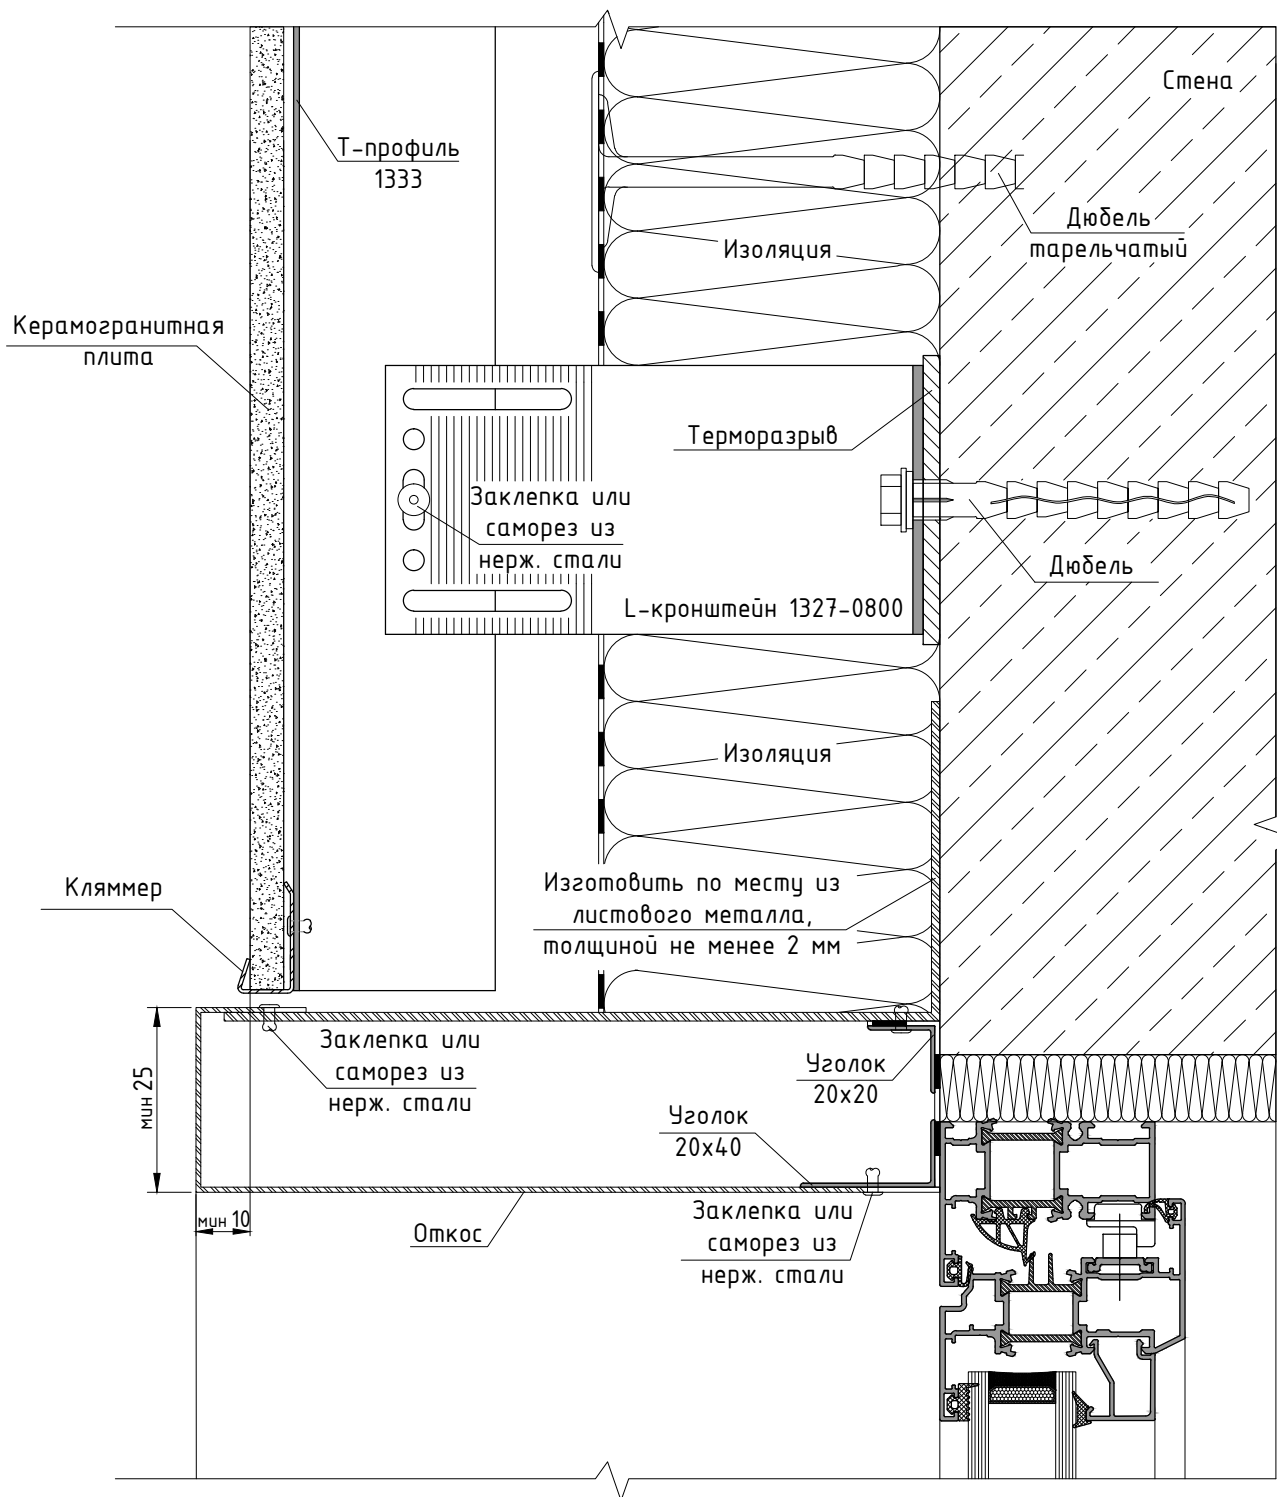 Стена
Т-профиль
1333
Дюбель
тарельчатый
Изоляция
Керамогранитная
плита
Терморазрыв
Заклепка или
саморез из
нерж. стали
Дюбель
L-кронштейн 1327-0800
Изоляция
Кляммер
Изготовить по месту из
листового металла,
толщиной не менее 2 мм
Заклепка или
саморез из
нерж. стали
Уголок
20х20
мин 25
Уголок
20х40
мин 10
Откос
Заклепка или
саморез из
нерж. стали